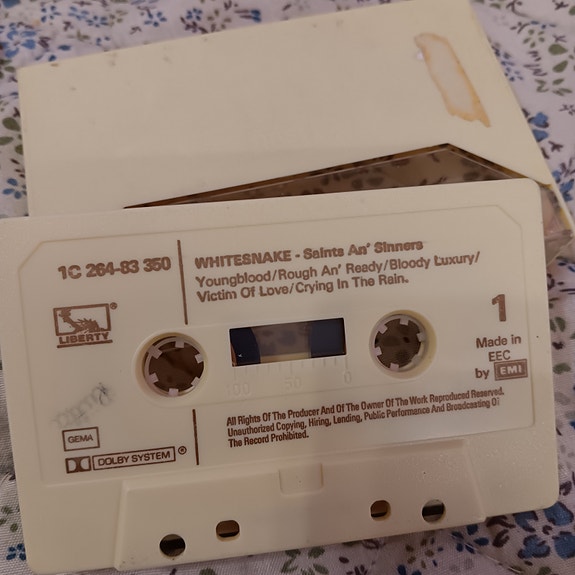 1C 264-83 350
WHITESNAKE - Saints An' Sinners
Youngblood/Rough An' Ready/Bloody Luxury/
Victim Of Love/Crying In The Rain.
LIBERTY®
1
Made in
EEC
by EMI
100 50 0
All Rights Of The Producer And Of The Owner Of The Work Reproduced Reserved.
Unauthorized Copying, Hiring, Lending, Public Performance And Broadcasting Of
The Record Prohibited.
GEMA
DOLBY SYSTEM®